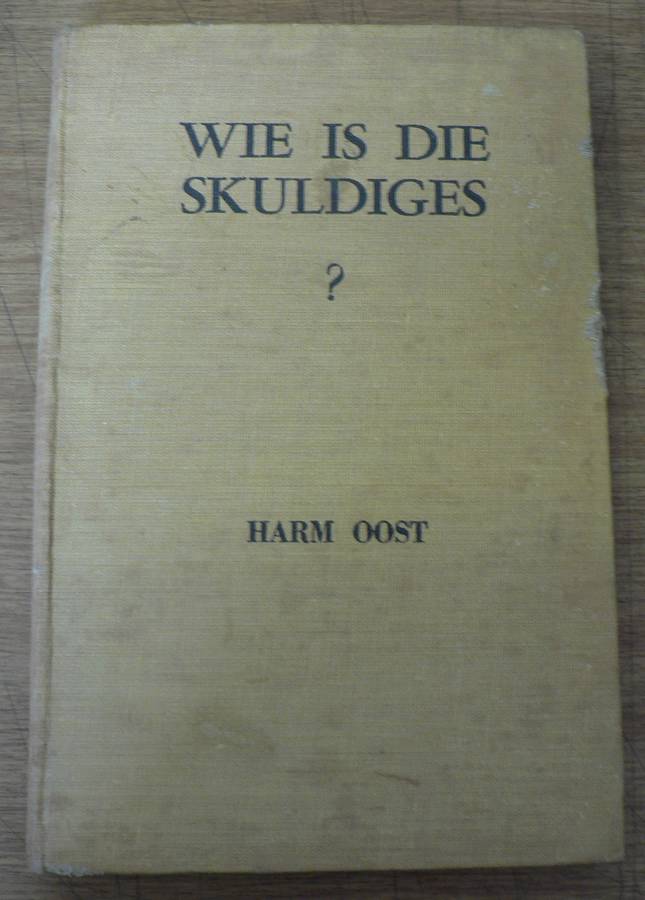 WIE IS DIE
SKULDIGES
?
HARM OOST